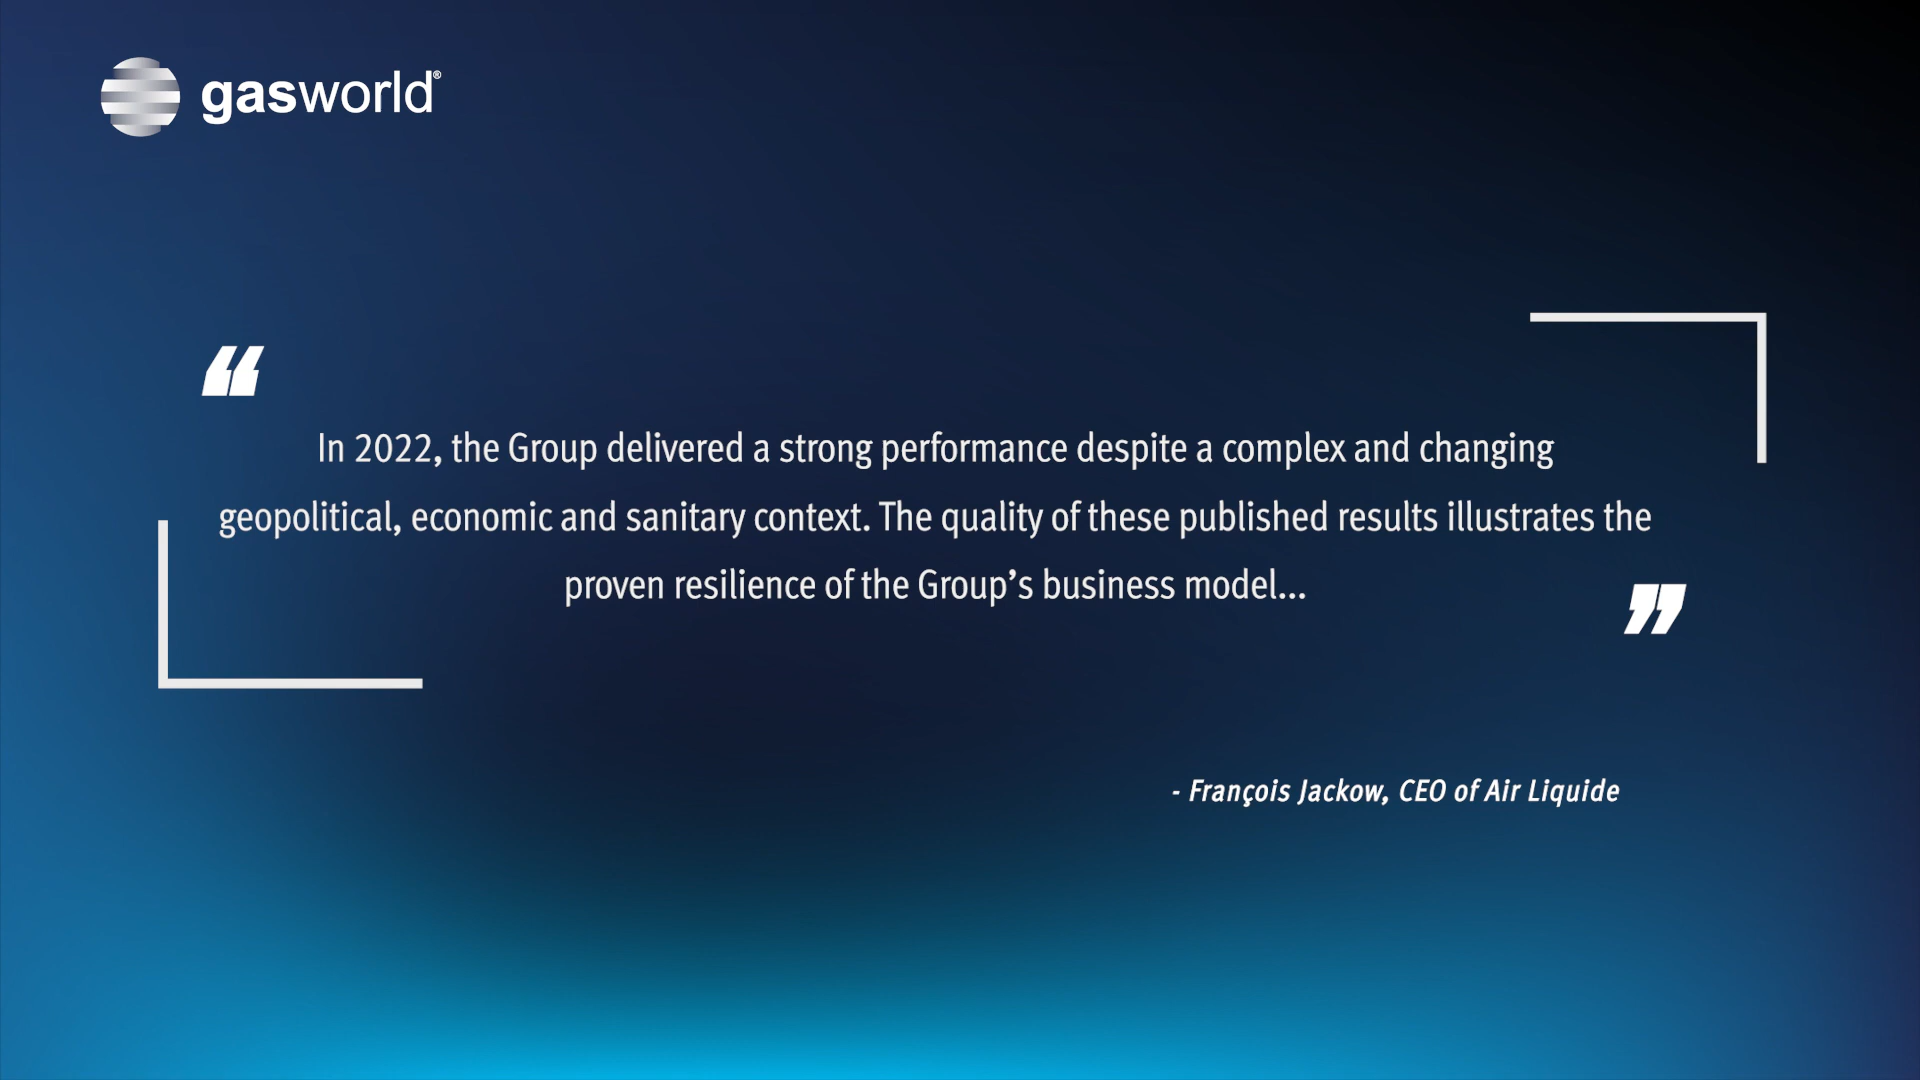 gasworld®
“
In 2022, the Group delivered a strong performance despite a complex and changing
geopolitical, economic and sanitary context. The quality of these published results illustrates the
proven resilience of the Group’s business model...
”
- François Jackow, CEO of Air Liquide